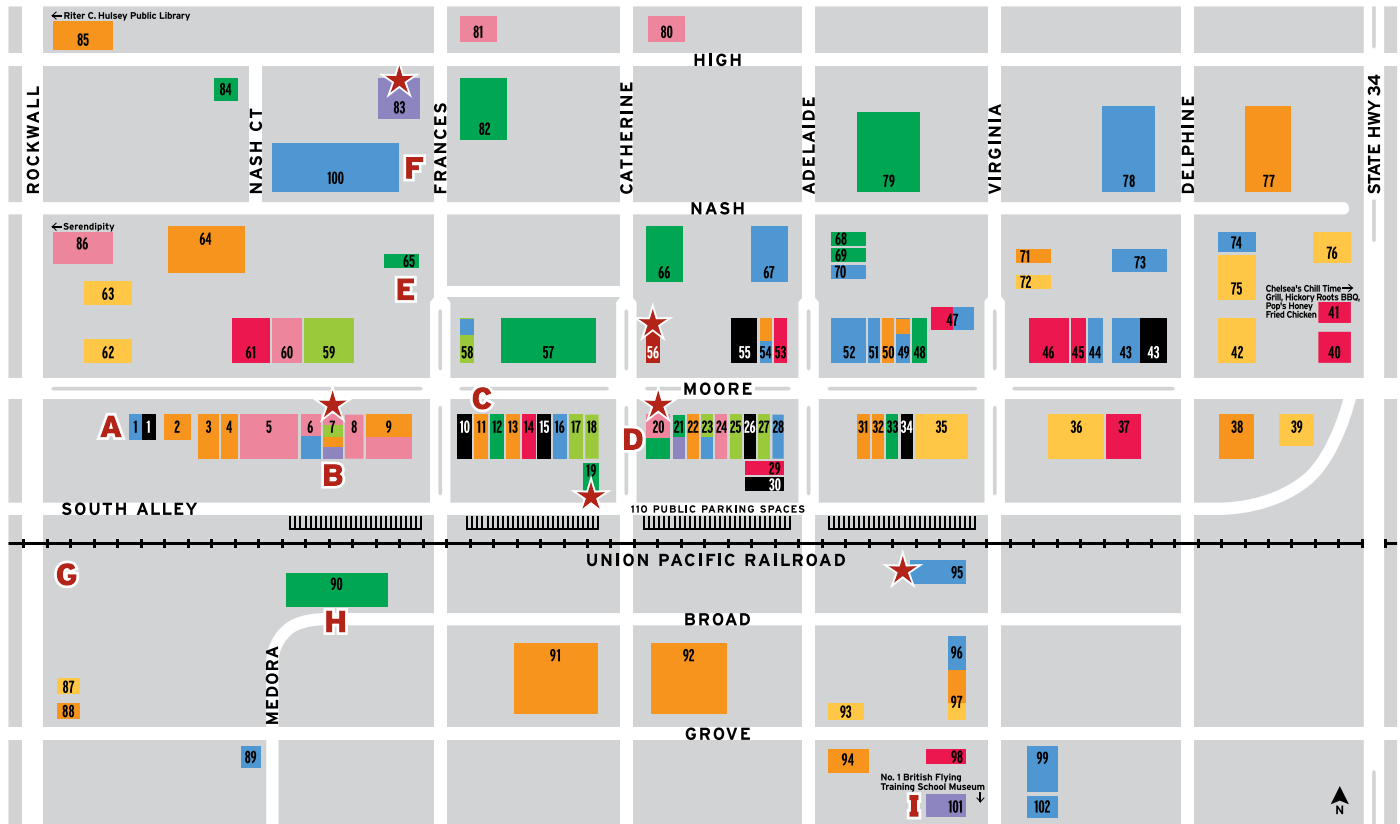 Riter C. Hulsey Public Library
85
81
80
HIGH
84
83
82
79
78
77
100
F
ROCKWALL
NASH CT
FRANCES
CATHERINE
ADELAIDE
VIRGINIA
DELPHINE
STATE HWY 34
NASH
Serendipity
86
64
65
E
63
62
61
60
59
58
57
66
67
56
55
54
53
68
69
70
52
51
50
49
48
47
71
72
73
46
45
44
43
43
74
75
76
Chelsea's Chill Time
Grill, Hickory Roots BBQ,
Pop's Honey
Fried Chicken
41
42
40
MOORE
A
1
1
2
3
4
5
6
7
8
9
B
C
10
11
12
13
14
15
16
17
18
19
D
20
21
22
23
24
25
26
27
28
29
30
31
32
33
34
35
36
37
38
39
SOUTH ALLEY
110 PUBLIC PARKING SPACES
UNION PACIFIC RAILROAD
G
90
H
95
BROAD
MEDORA
91
92
96
97
87
88
93
GROVE
89
94
98
99
No. 1 British Flying
Training School Museum
I
101
102
N